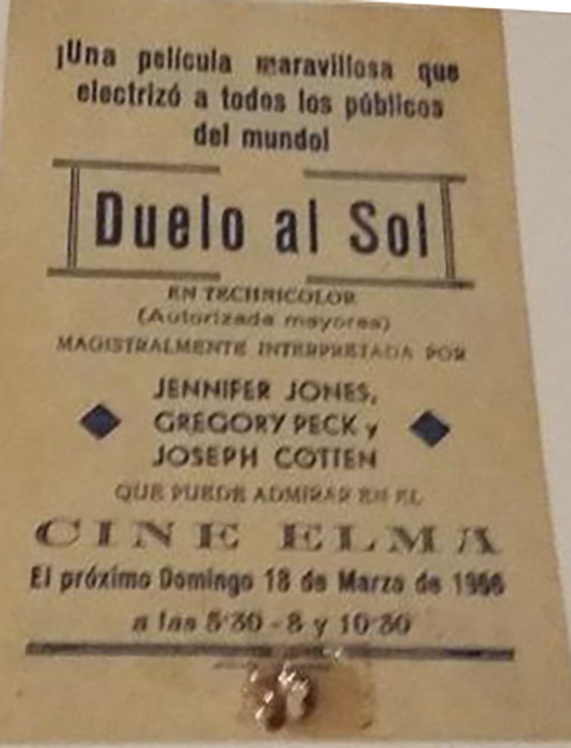 ¡Una película maravillosa que
electrizó a todos los públicos
del mundo!
Duelo al Sol
EN TECHNICOLOR
(Autorizada mayores)
MAGISTRALMENTE INTERPRETADA POR
JENNIFER JONES,
GREGORY PECK y
JOSEPH COTTEN
QUE PUEDE ADMIRAR EN EL
CINE ELMA
El próximo Domingo 18 de Marzo de 1956
a las 5'30 - 8 y 10'30